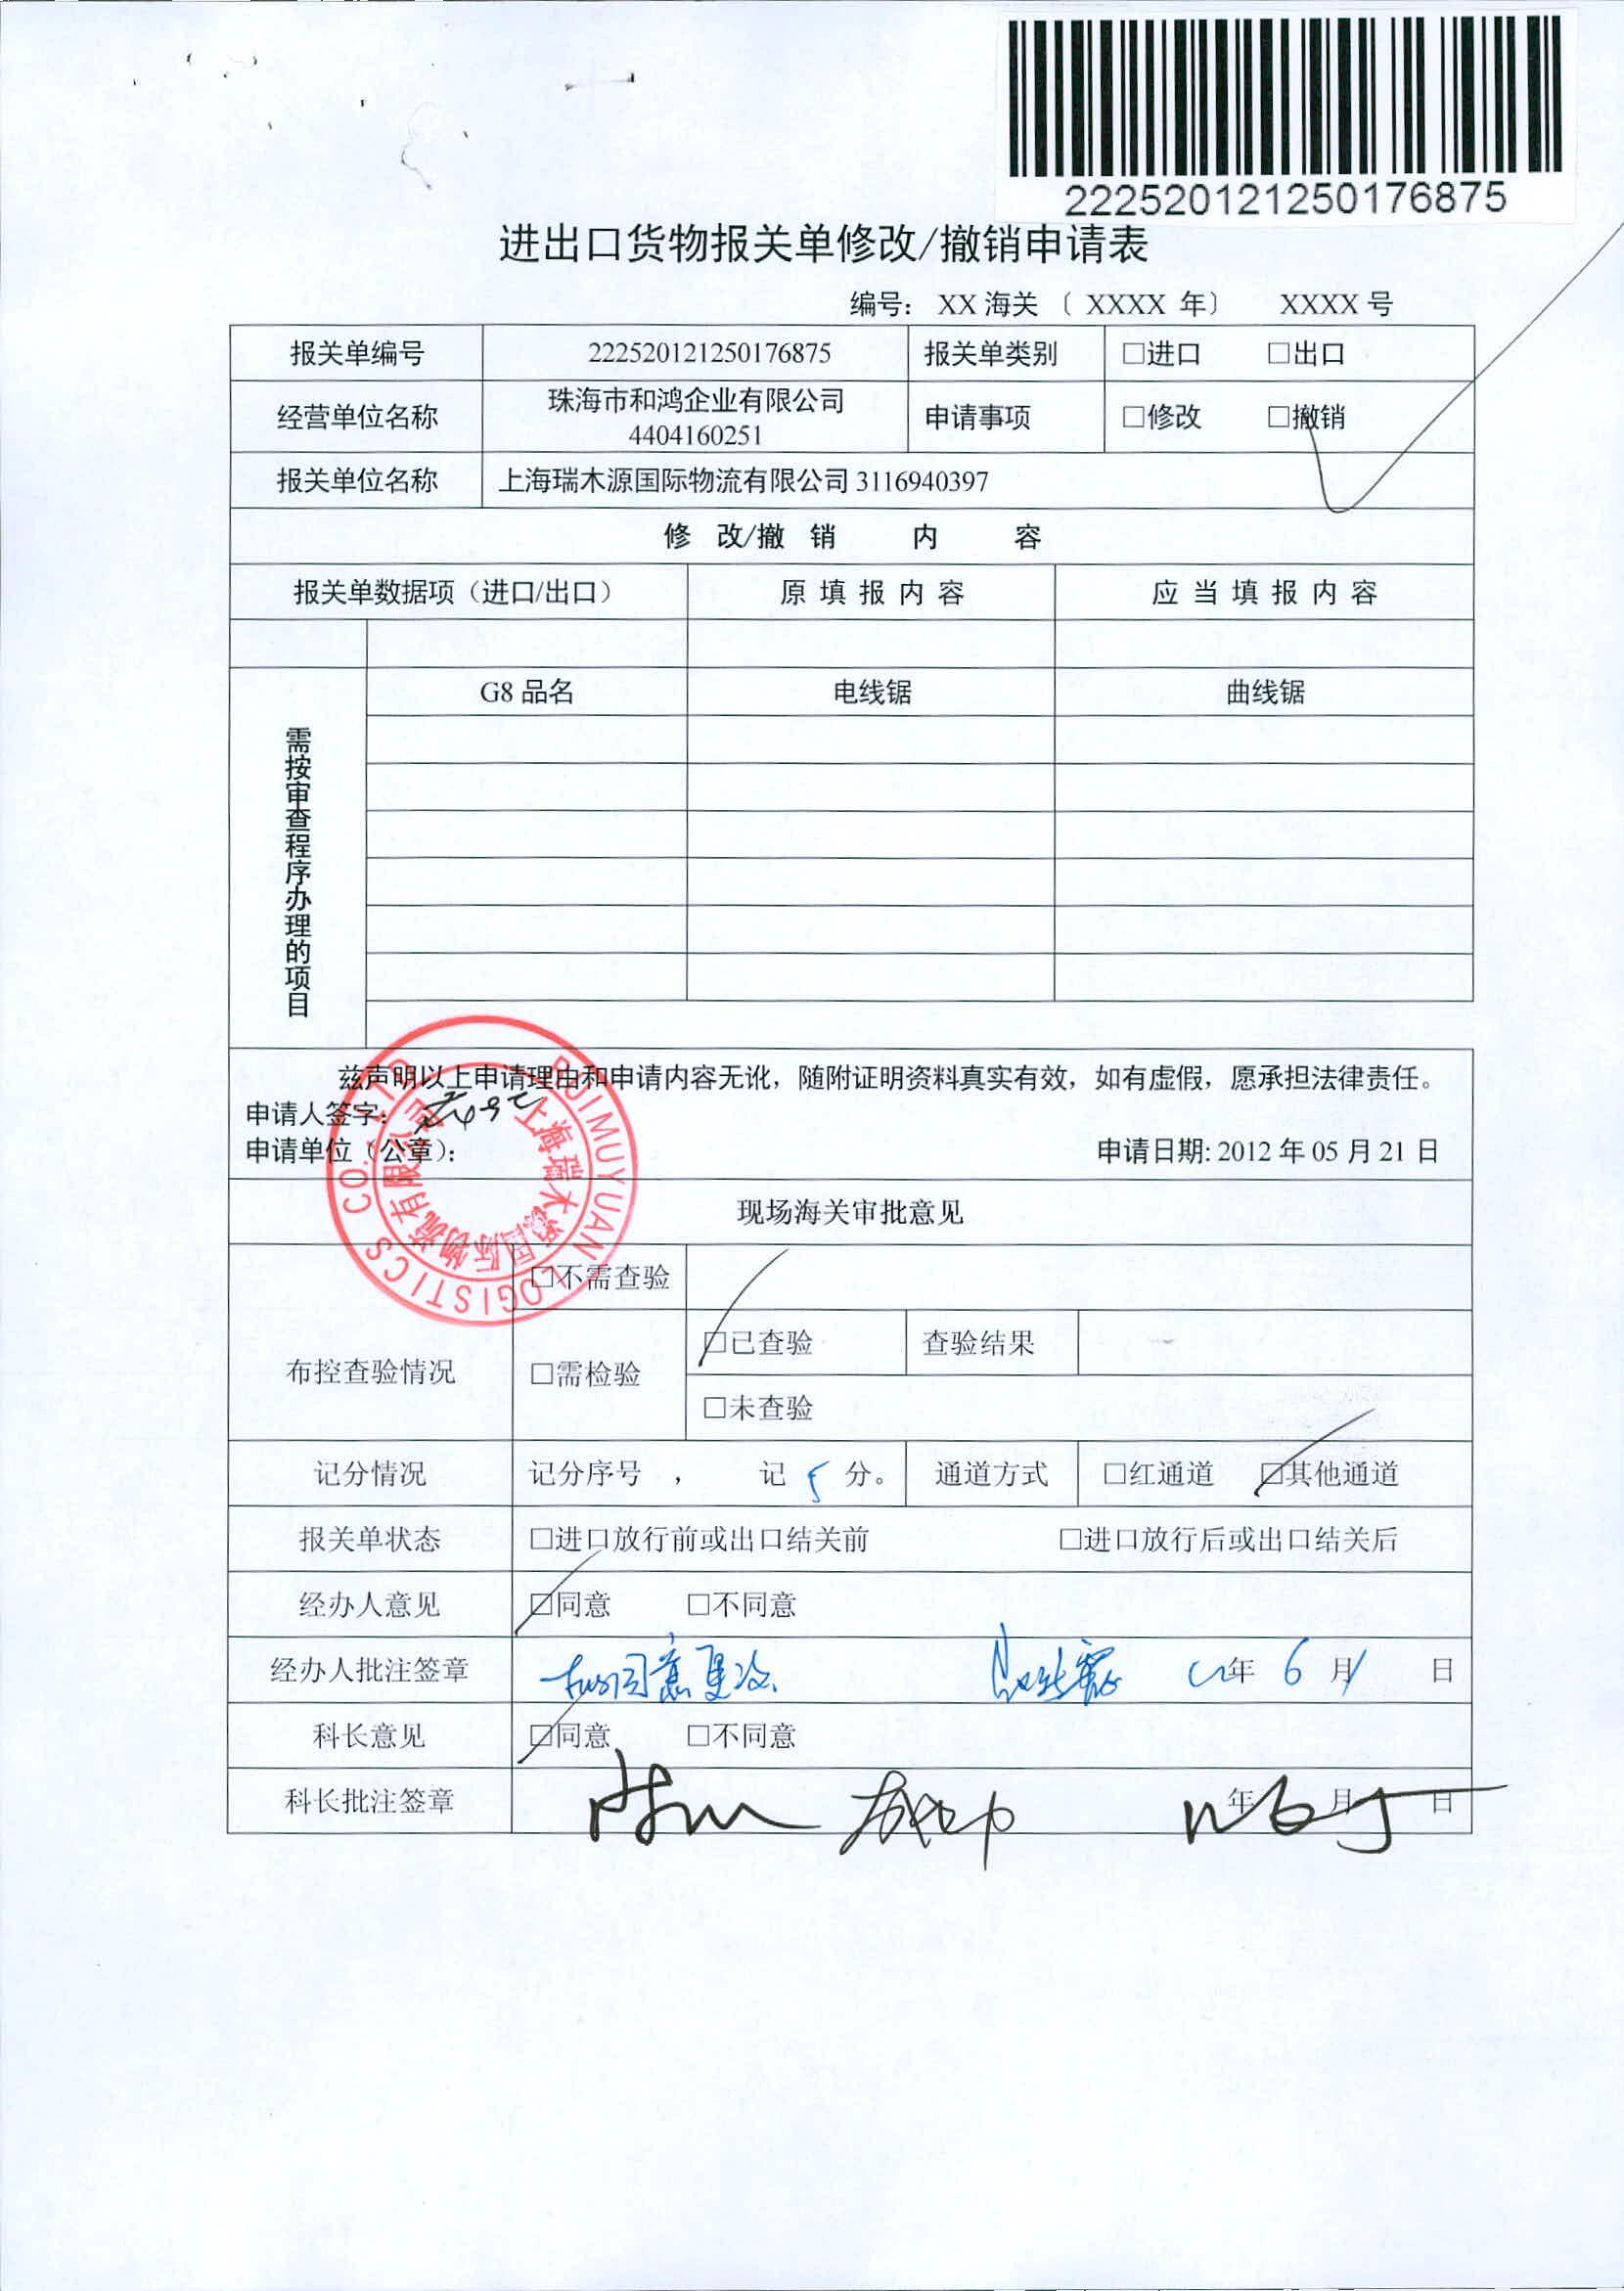 222520121250176875
进出口货物报关单修改/撤销申请表
编号： XX 海关 〔 XXXX 年〕 XXXX 号
报关单编号 222520121250176875 报关单类别 □进口 □出口
经营单位名称 珠海市和鸿企业有限公司 4404160251 申请事项 □修改 □撤销
报关单位名称 上海瑞木源国际物流有限公司 3116940397
修 改/撤 销 内 容
报关单数据项（进口/出口） 原 填 报 内 容 应 当 填 报 内 容
需按审查程序办理的项目
G8 品名 电线锯 曲线锯
兹声明以上申请理由和申请内容无讹，随附证明资料真实有效，如有虚假，愿承担法律责任。
申请人签字：
申请单位（公章）： 申请日期: 2012 年 05 月 21 日
RUIMUYUAN LOGISTICS CO., LTD
上海瑞木源国际物流有限公司
现场海关审批意见
布控查验情况 □不需查验
□需检验 □已查验 查验结果
□未查验
记分情况 记分序号 ， 记 5 分。 通道方式 □红通道 □其他通道
报关单状态 □进口放行前或出口结关前 □进口放行后或出口结关后
经办人意见 □同意 □不同意
经办人批注签章 年 6 月 1 日
科长意见 □同意 □不同意
科长批注签章 年 月 日